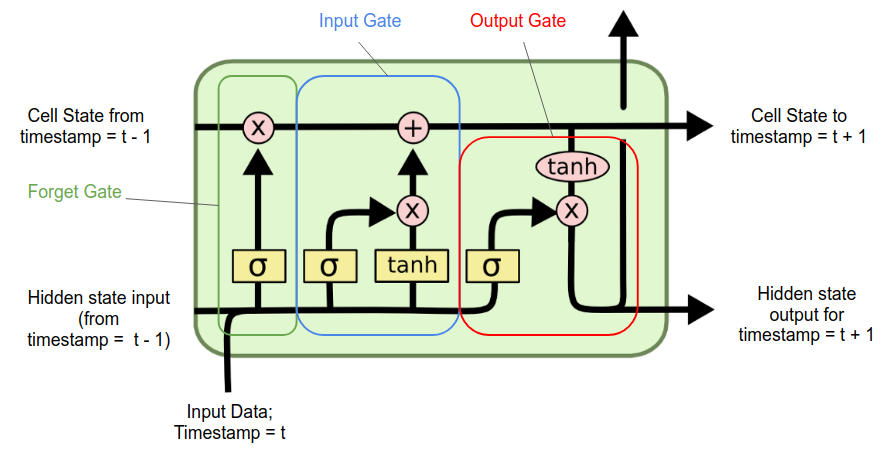 Input Gate
Output Gate
Cell State from
timestamp = t - 1
x
+
Cell State to
timestamp = t + 1
tanh
Forget Gate
x
x
σ
σ
tanh
σ
Hidden state input
(from
timestamp = t - 1)
Hidden state
output for
timestamp = t + 1
Input Data;
Timestamp = t